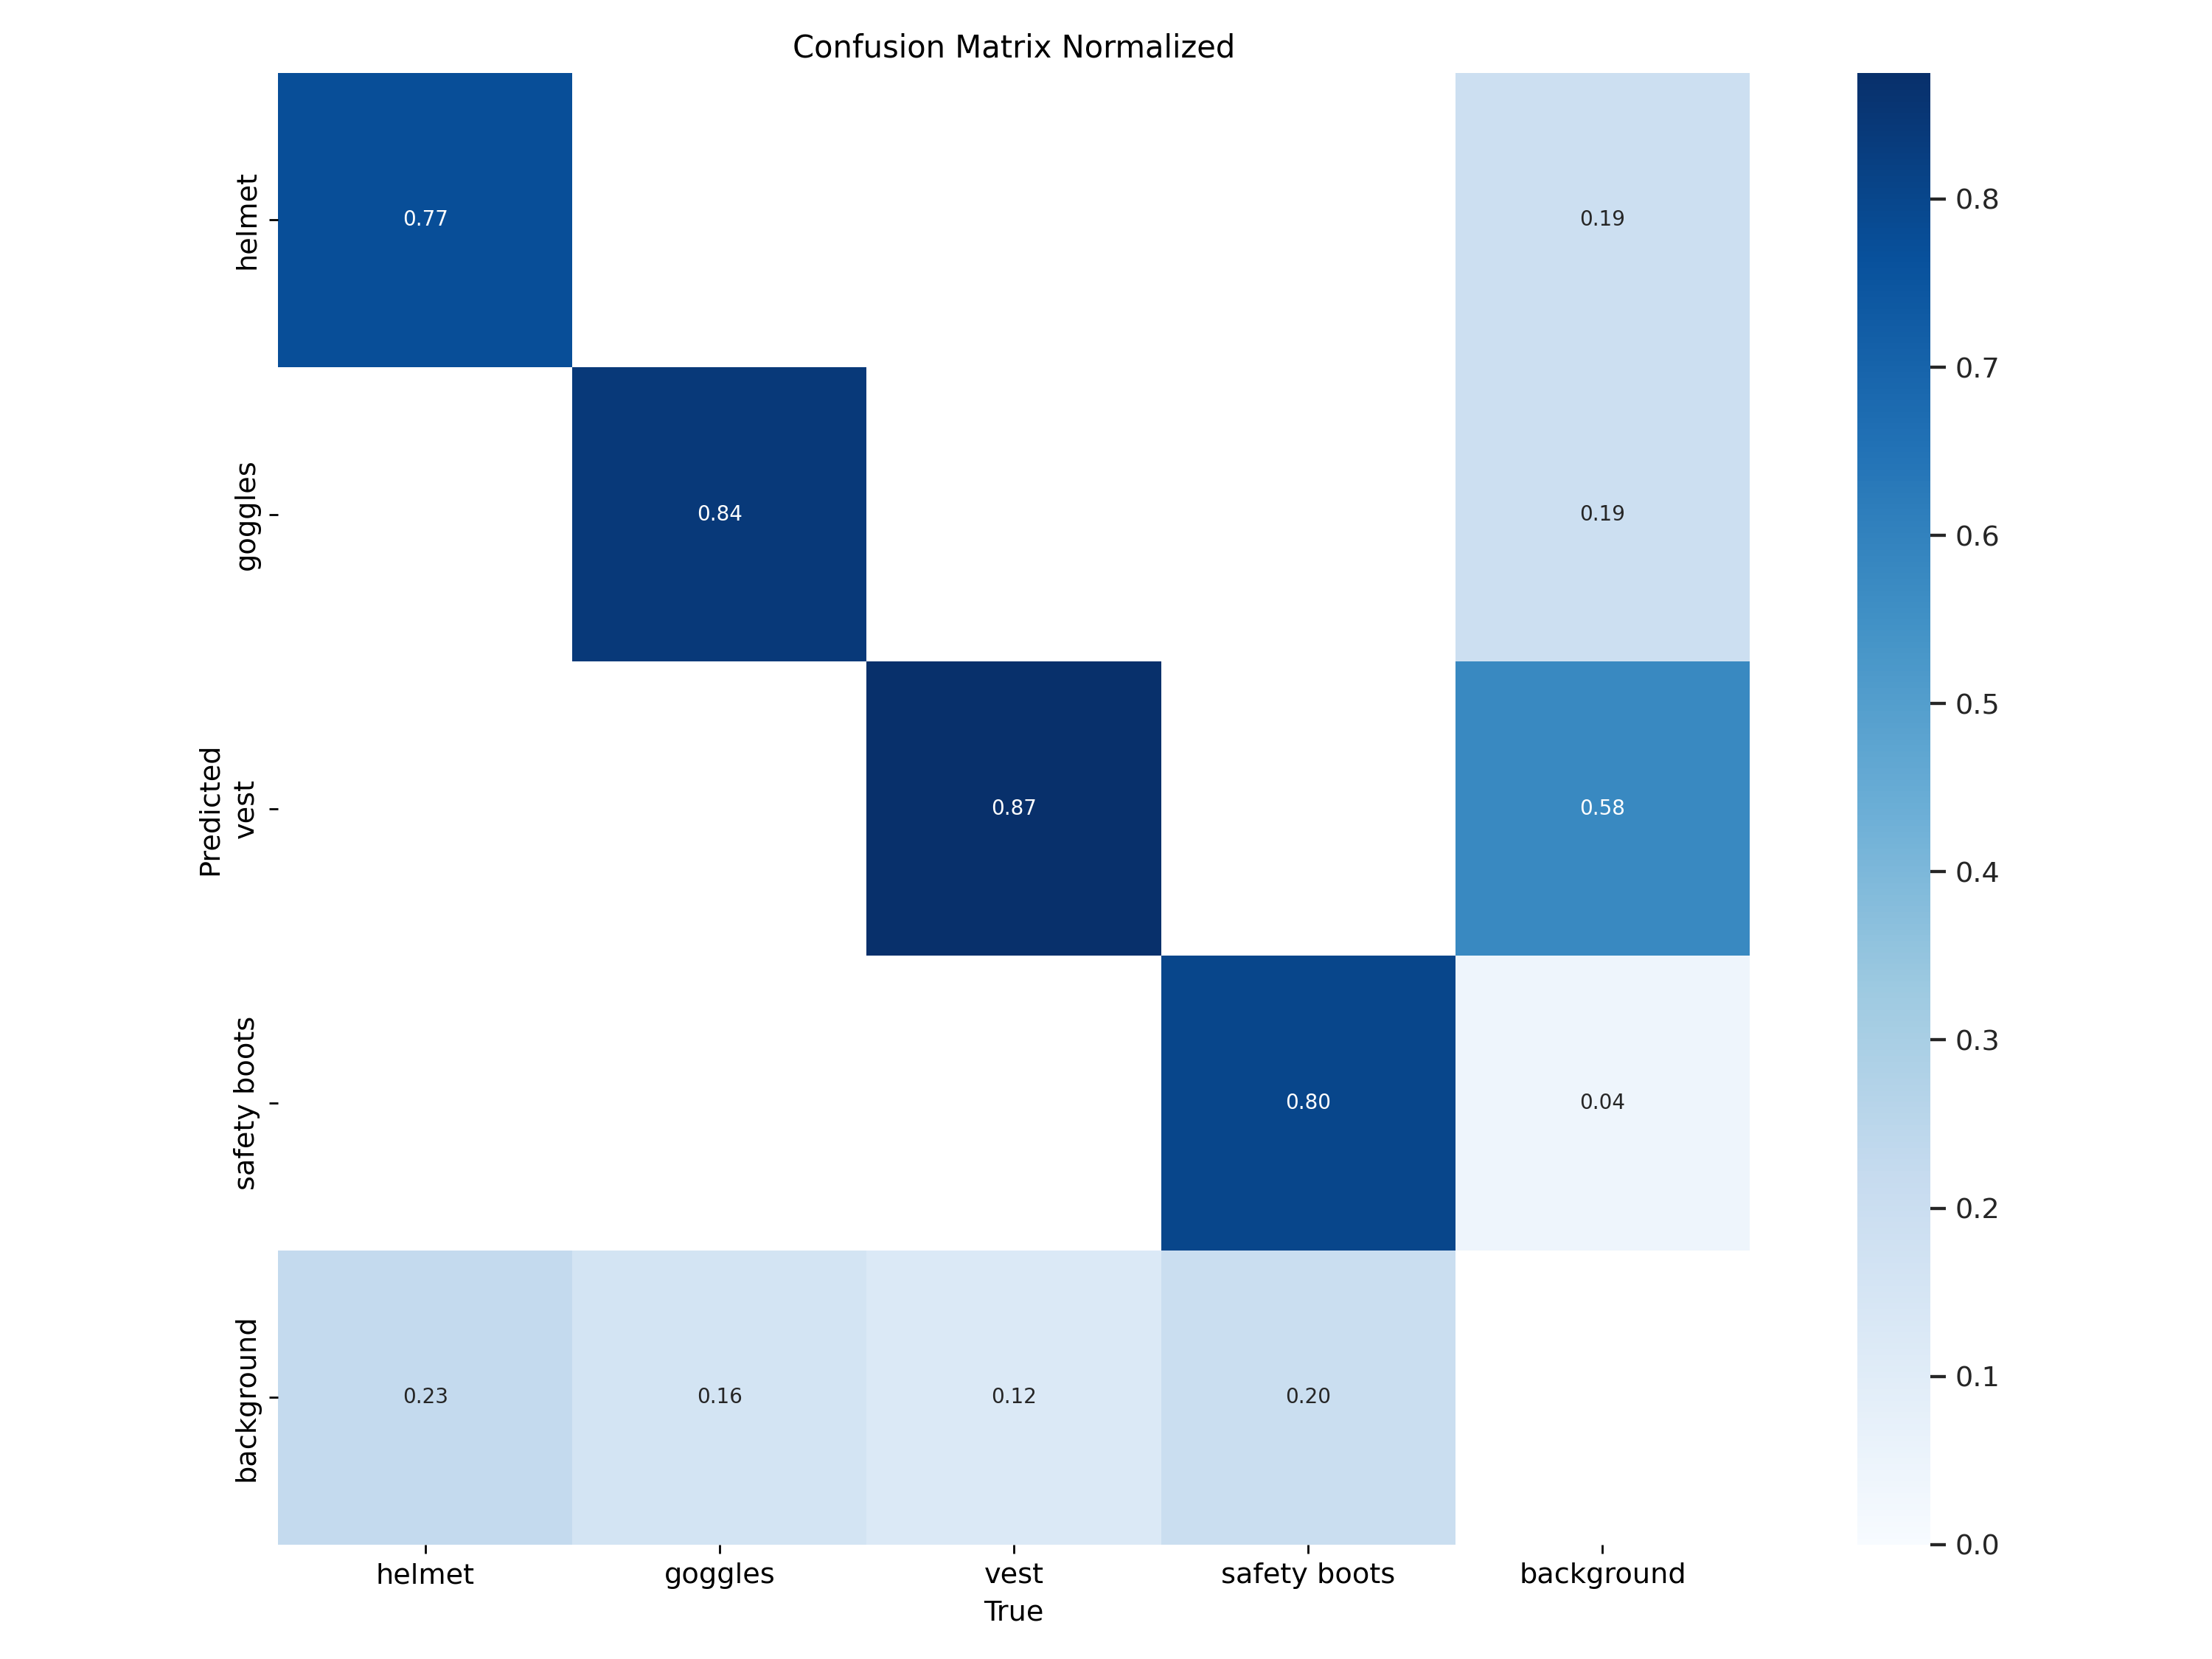 Confusion Matrix Normalized
helmet
0.77
0.19
goggles
0.84
0.19
Predicted
vest
0.87
0.58
safety boots
0.80
0.04
background
0.23
0.16
0.12
0.20
helmet
goggles
vest
safety boots
background
True
0.8
0.7
0.6
0.5
0.4
0.3
0.2
0.1
0.0